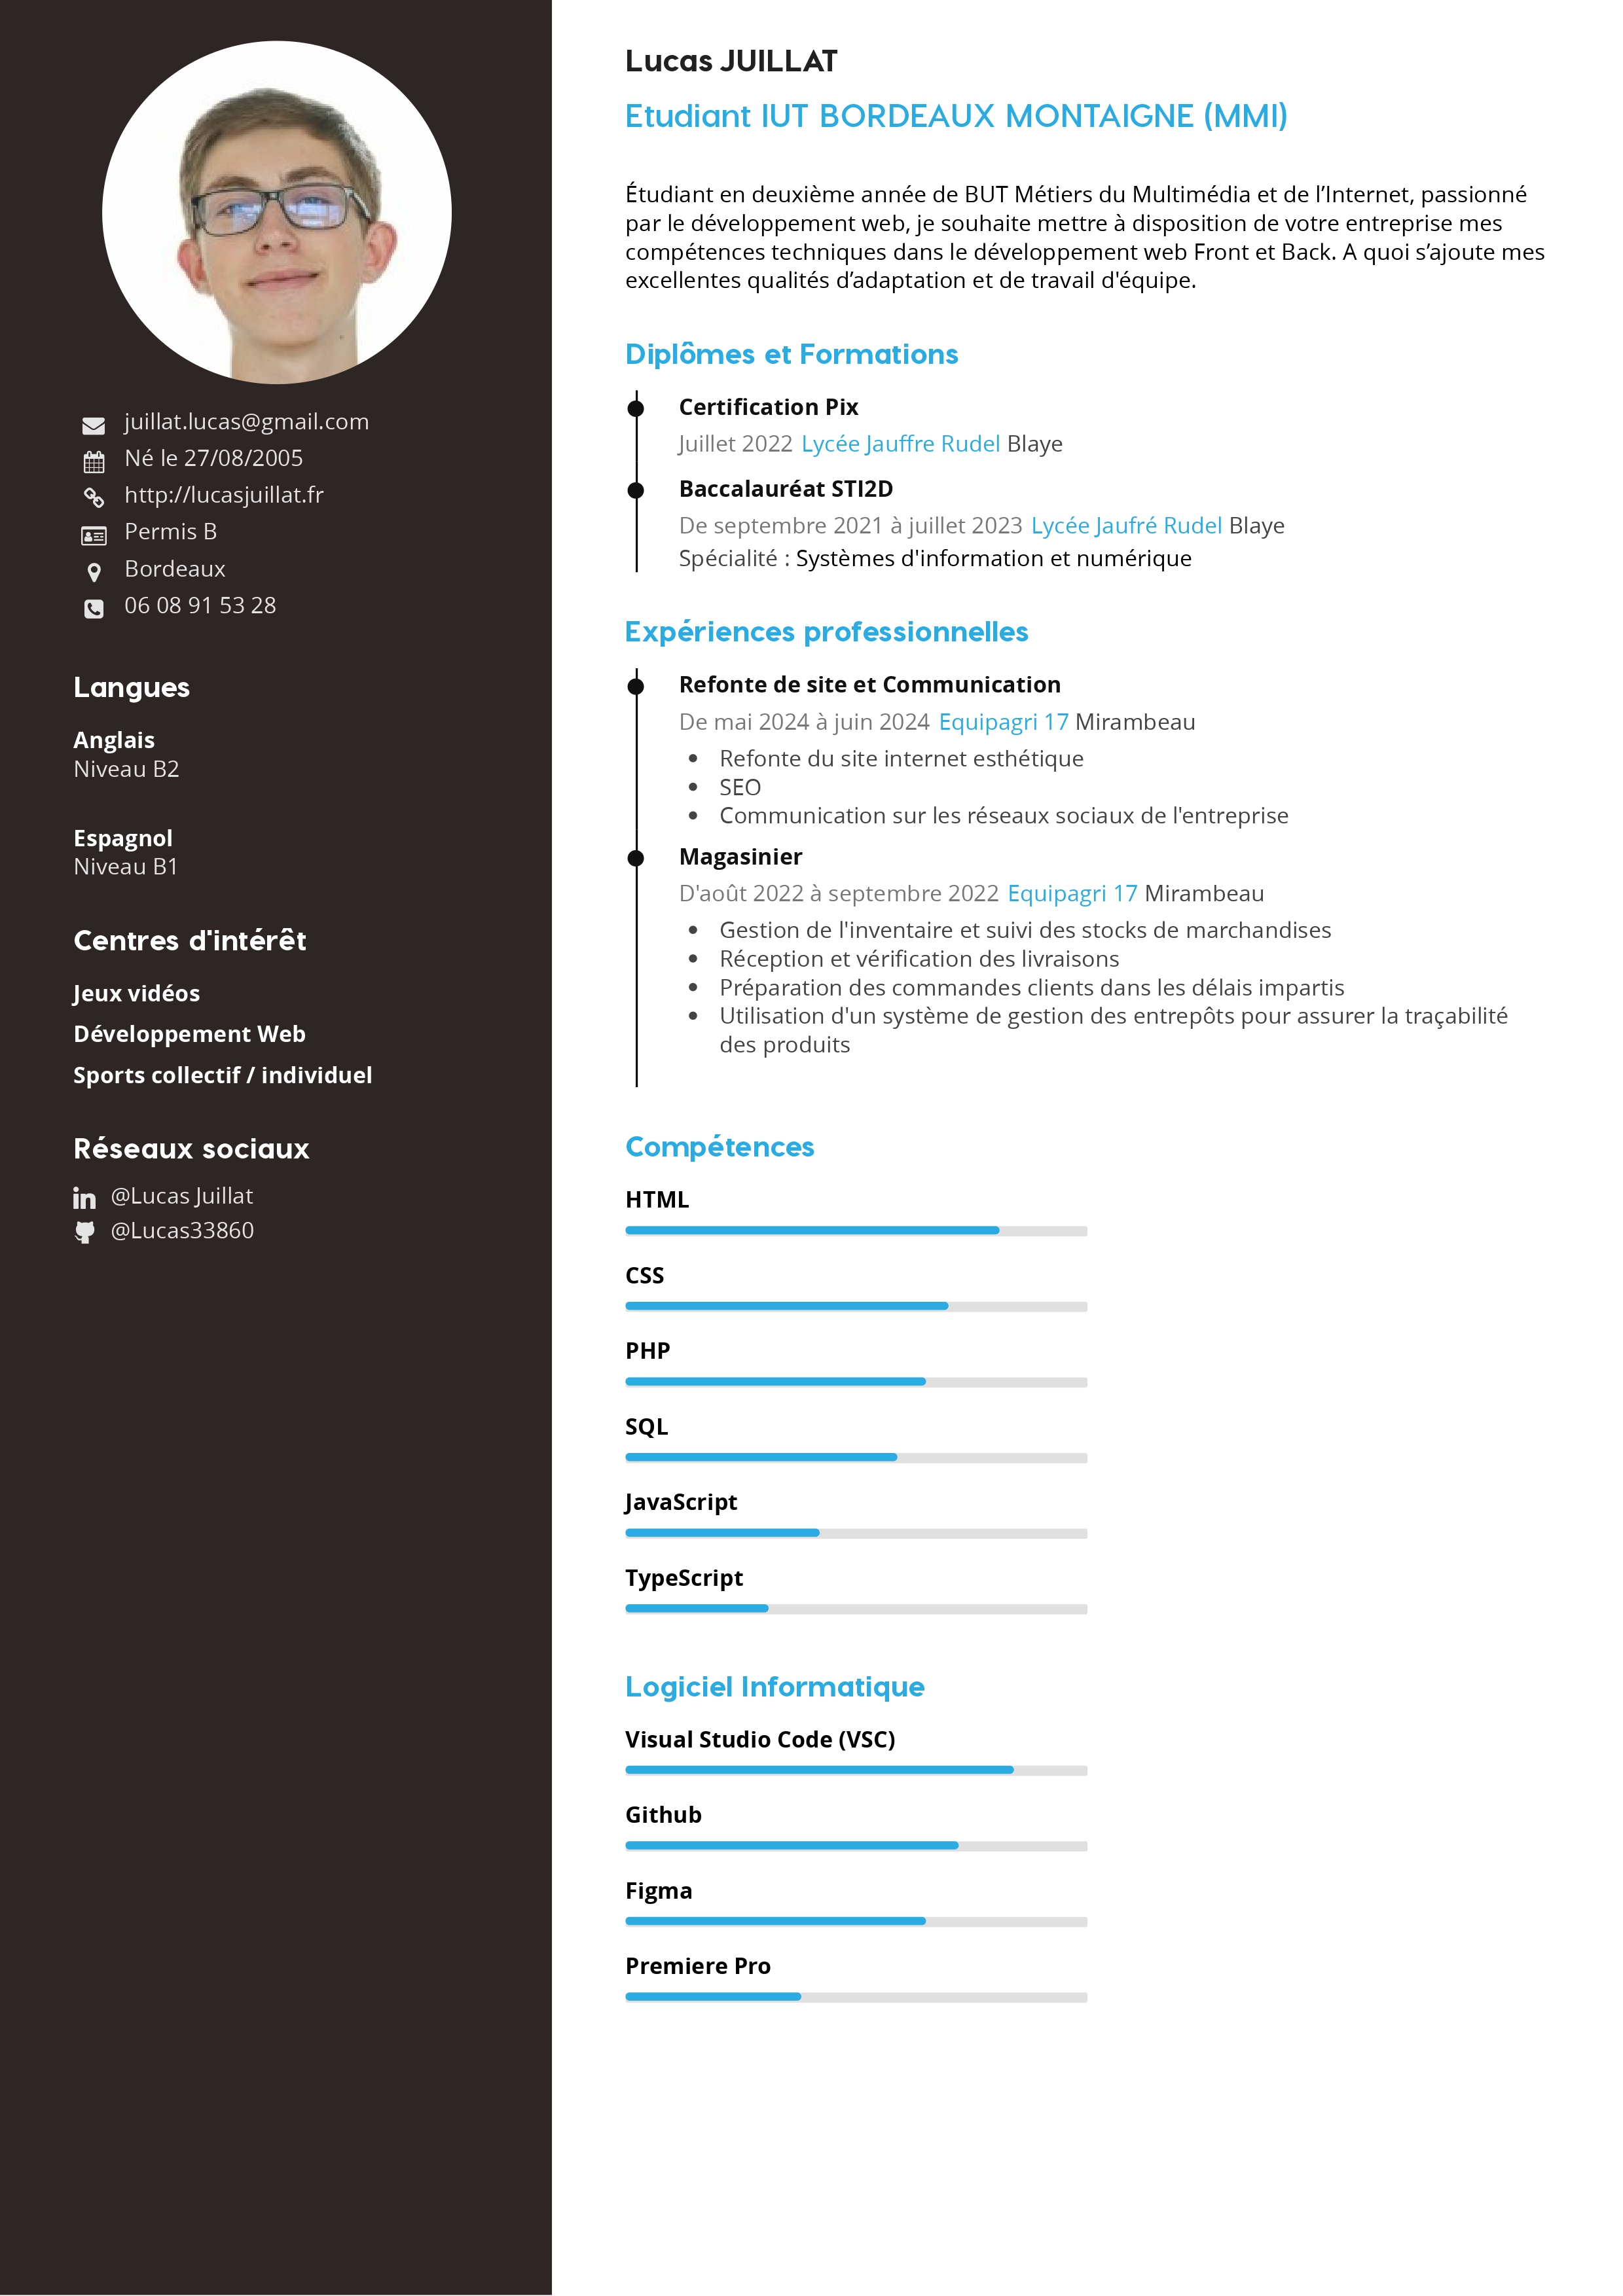 juillat.lucas@gmail.com
Né le 27/08/2005
http://lucasjuillat.fr
Permis B
Bordeaux
06 08 91 53 28
Langues
Anglais
Niveau B2
Espagnol
Niveau B1
Centres d'intérêt
Jeux vidéos
Développement Web
Sports collectif / individuel
Réseaux sociaux
@Lucas Juillat
@Lucas33860
Lucas JUILLAT
Etudiant IUT BORDEAUX MONTAIGNE (MMI)
Étudiant en deuxième année de BUT Métiers du Multimédia et de l’Internet, passionné
par le développement web, je souhaite mettre à disposition de votre entreprise mes
compétences techniques dans le développement web Front et Back. A quoi s’ajoute mes
excellentes qualités d’adaptation et de travail d'équipe.
Diplômes et Formations
Certification Pix
Juillet 2022 Lycée Jauffre Rudel Blaye
Baccalauréat STI2D
De septembre 2021 à juillet 2023 Lycée Jaufré Rudel Blaye
Spécialité : Systèmes d'information et numérique
Expériences professionnelles
Refonte de site et Communication
De mai 2024 à juin 2024 Equipagri 17 Mirambeau
• Refonte du site internet esthétique
• SEO
• Communication sur les réseaux sociaux de l'entreprise
Magasinier
D'août 2022 à septembre 2022 Equipagri 17 Mirambeau
• Gestion de l'inventaire et suivi des stocks de marchandises
• Réception et vérification des livraisons
• Préparation des commandes clients dans les délais impartis
• Utilisation d'un système de gestion des entrepôts pour assurer la traçabilité
des produits
Compétences
HTML
CSS
PHP
SQL
JavaScript
TypeScript
Logiciel Informatique
Visual Studio Code (VSC)
Github
Figma
Premiere Pro